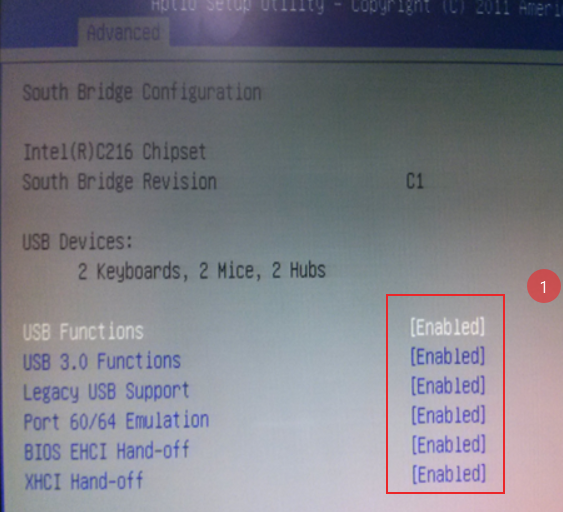 Aptio Setup Utility - Copyright (C) 2011 Ameri
Advanced
South Bridge Configuration
Intel(R)C216 Chipset
South Bridge Revision C1
USB Devices:
2 Keyboards, 2 Mice, 2 Hubs
1
USB Functions [Enabled]
USB 3.0 Functions [Enabled]
Legacy USB Support [Enabled]
Port 60/64 Emulation [Enabled]
BIOS EHCI Hand-off [Enabled]
XHCI Hand-off [Enabled]